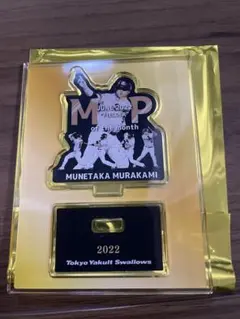 MVP
of the Month
MUNETAKA MURAKAMI
2022
Tokyo Yakult Swallows